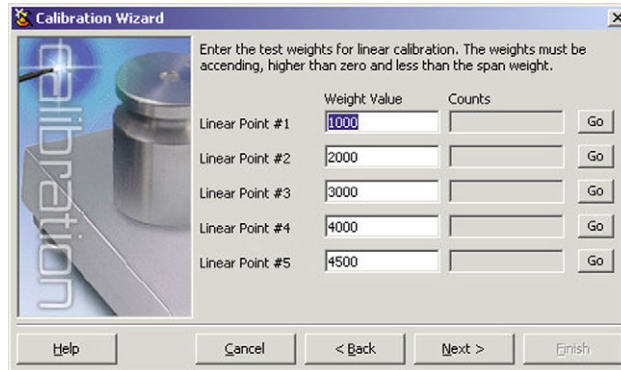 Calibration Wizard
Enter the test weights for linear calibration. The weights must be
accending, higher than zero and less than the span weight.
Weight Value Counts
Linear Point #1 1000 Go
Linear Point #2 2000 Go
Linear Point #3 3000 Go
Linear Point #4 4000 Go
Linear Point #5 4500 Go
calibration
Help Cancel < Back Next > Finish